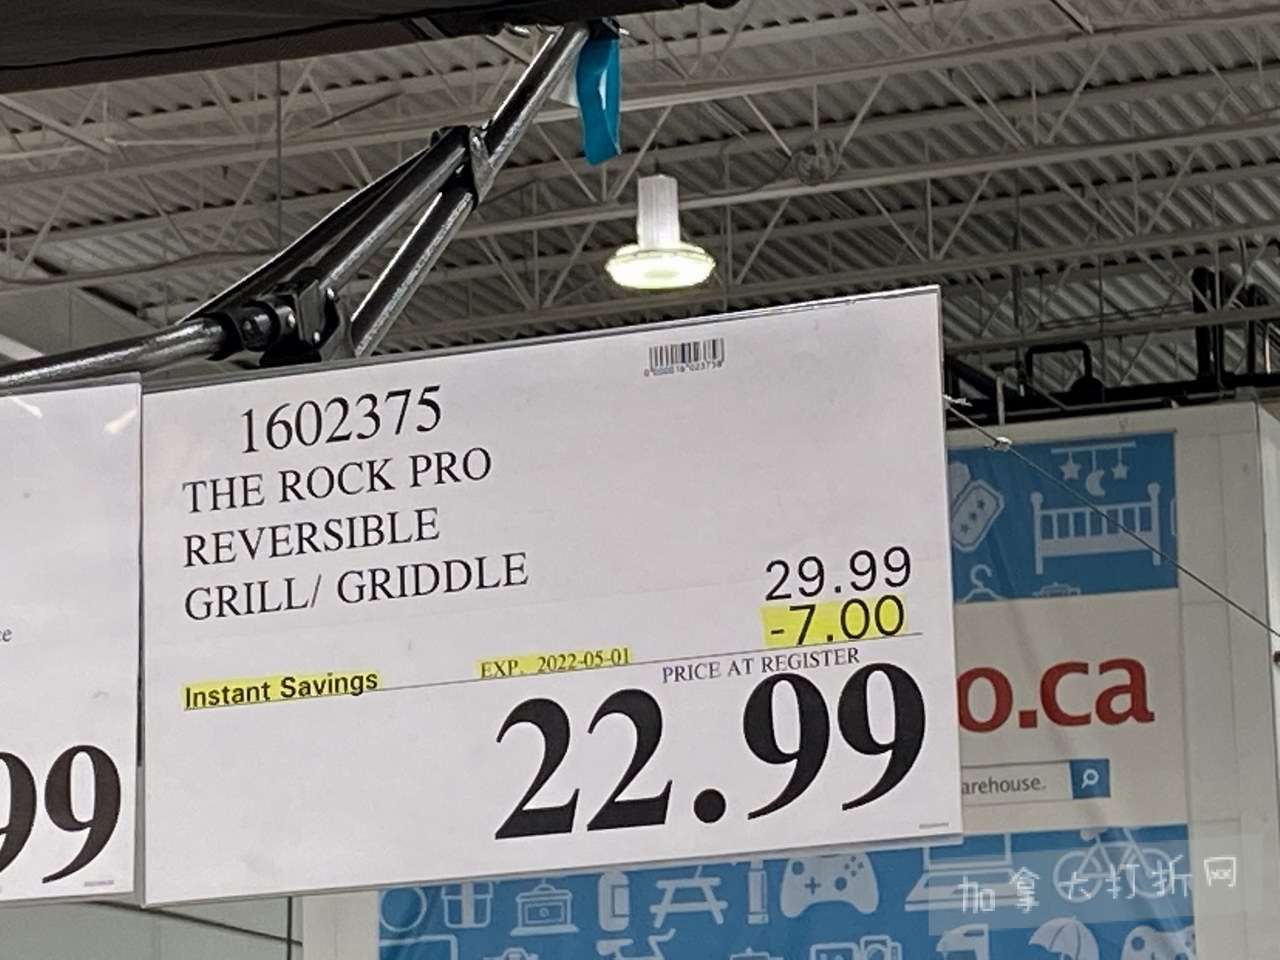 1602375
THE ROCK PRO
REVERSIBLE
GRILL/ GRIDDLE
29.99
-7.00
Instant Savings
EXP. 2022-05-01
PRICE AT REGISTER
22.99
99
o.ca
arehouse.
加拿大打折网